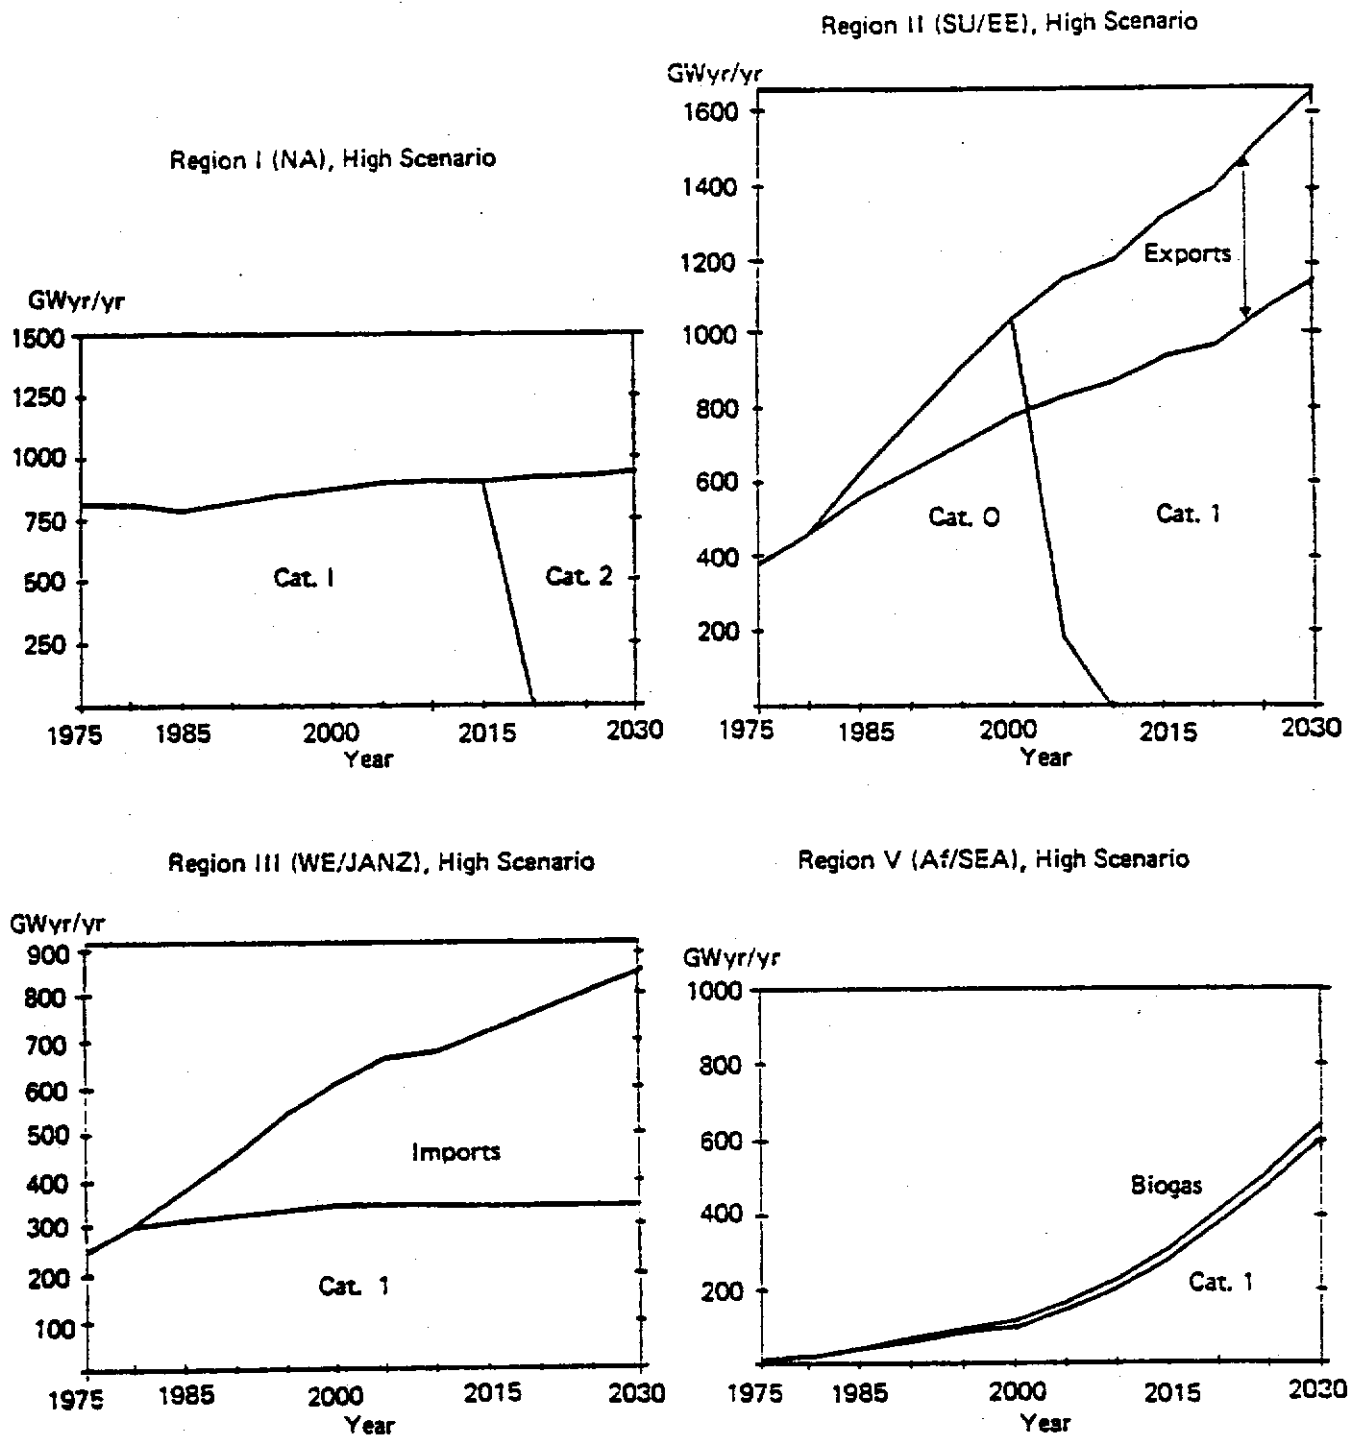 Region I (NA), High Scenario
GWyr/yr
1500
1250
1000
750
500
250
Cat. I
Cat. 2
1975
1985
2000
2015
2030
Year
Region II (SU/EE), High Scenario
GWyr/yr
1600
1400
1200
1000
800
600
400
200
Exports
Cat. 0
Cat. 1
1975
1985
2000
2015
2030
Year
Region III (WE/JANZ), High Scenario
GWyr/yr
900
800
700
600
500
400
300
200
100
Imports
Cat. 1
1975
1985
2000
2015
2030
Year
Region V (Af/SEA), High Scenario
GWyr/yr
1000
800
600
400
200
Biogas
Cat. 1
1975
1985
2000
2015
2030
Year